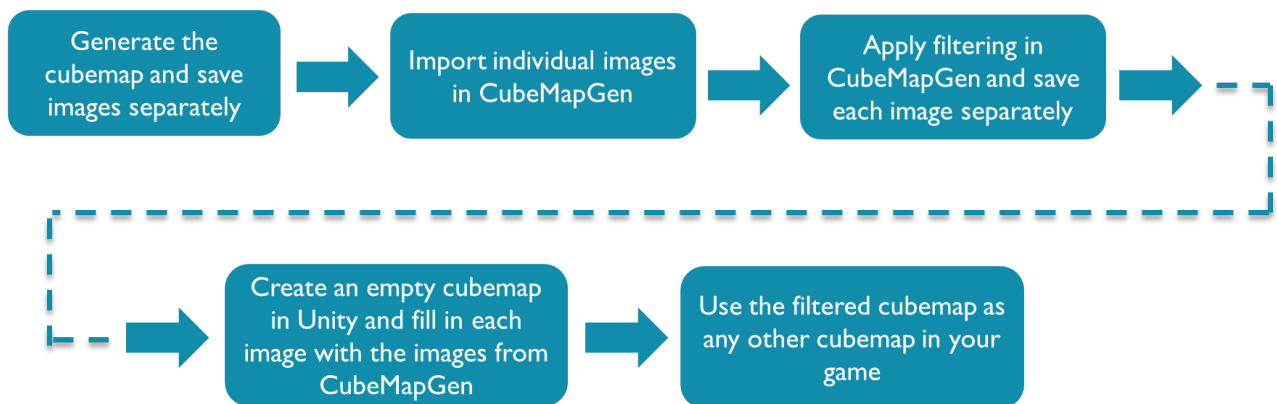 Generate the
cubemap and save
images separately
Import individual images
in CubeMapGen
Apply filtering in
CubeMapGen and save
each image separately
Create an empty cubemap
in Unity and fill in each
image with the images from
CubeMapGen
Use the filtered cubemap as
any other cubemap in your
game